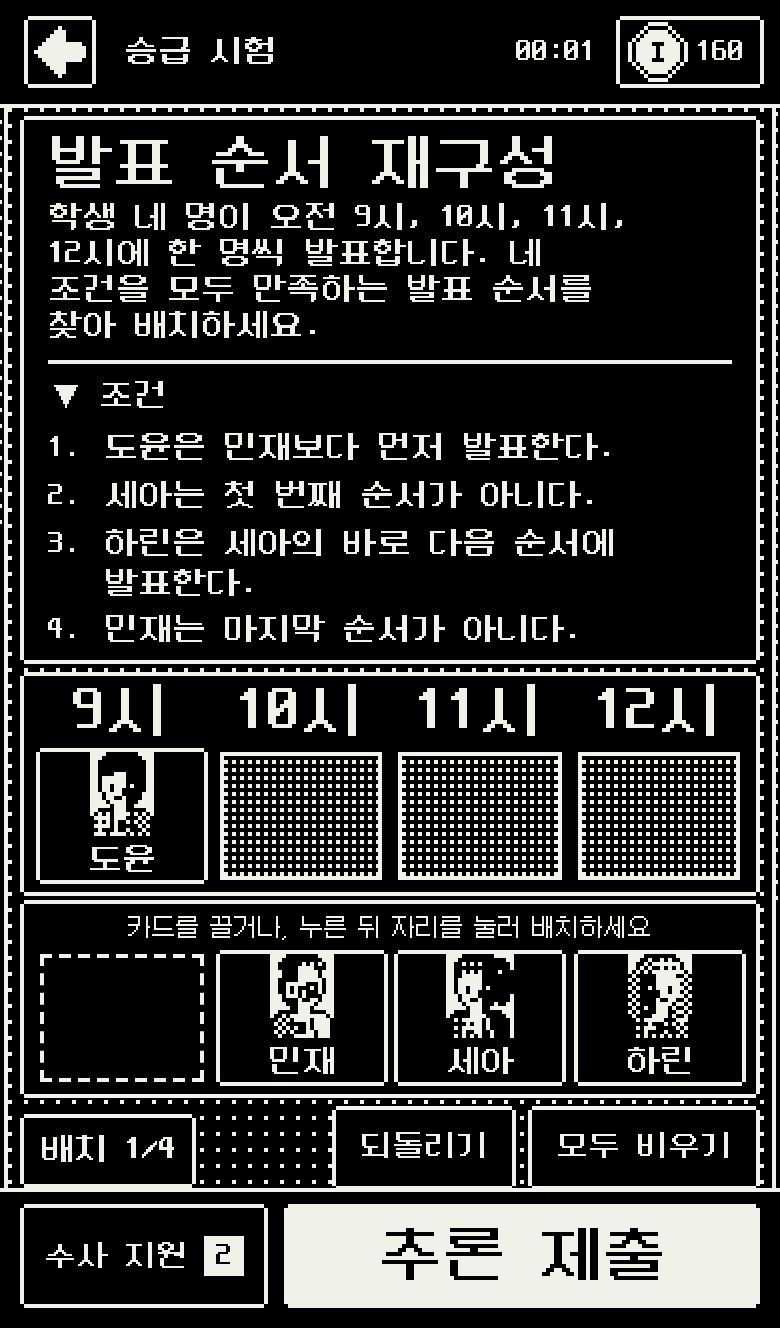 승급 시험
00:01
I 160
발표 순서 재구성
학생 네 명이 오전 9시, 10시, 11시,
12시에 한 명씩 발표합니다. 네
조건을 모두 만족하는 발표 순서를
찾아 배치하세요.
▼ 조건
1. 도윤은 민재보다 먼저 발표한다.
2. 세아는 첫 번째 순서가 아니다.
3. 하린은 세아의 바로 다음 순서에
발표한다.
4. 민재는 마지막 순서가 아니다.
9시 10시 11시 12시
도윤
카드를 끌거나, 누른 뒤 자리를 눌러 배치하세요
민재 세아 하린
배치 1/4 되돌리기 모두 비우기
수사 지원 2 추론 제출